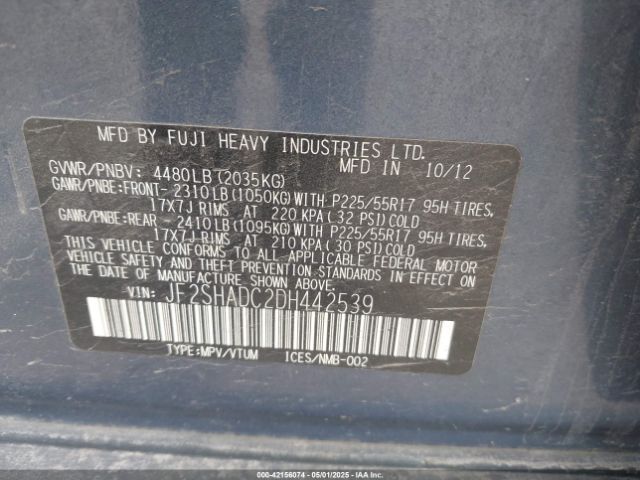 MFD BY FUJI HEAVY INDUSTRIES LTD.
MFD IN 10/12
GVWR/PNBV: 4480LB(2035KG)
GAWR/PNBE:FRONT-2310LB(1050KG)WITH P225/55R17 95H TIRES,
17X7J RIMS AT 220 KPA(32 PSI)COLD
GAWR/PNBE:REAR -2410LB(1095KG)WITH P225/55R17 95H TIRES,
17X7J RIMS AT 210 KPA(30 PSI)COLD
THIS VEHICLE CONFORMS TO ALL APPLICABLE FEDERAL MOTOR
VEHICLE SAFETY AND THEFT PREVENTION STANDARDS IN EFFECT ON
THE DATE OF MANUFACTURE SHOWN ABOVE.
VIN: JF2SHADC2DH442539
TYPE:MPV/VTUM ICES/NMB-002
000-42156074 - 05/01/2025 - IAAI.COM